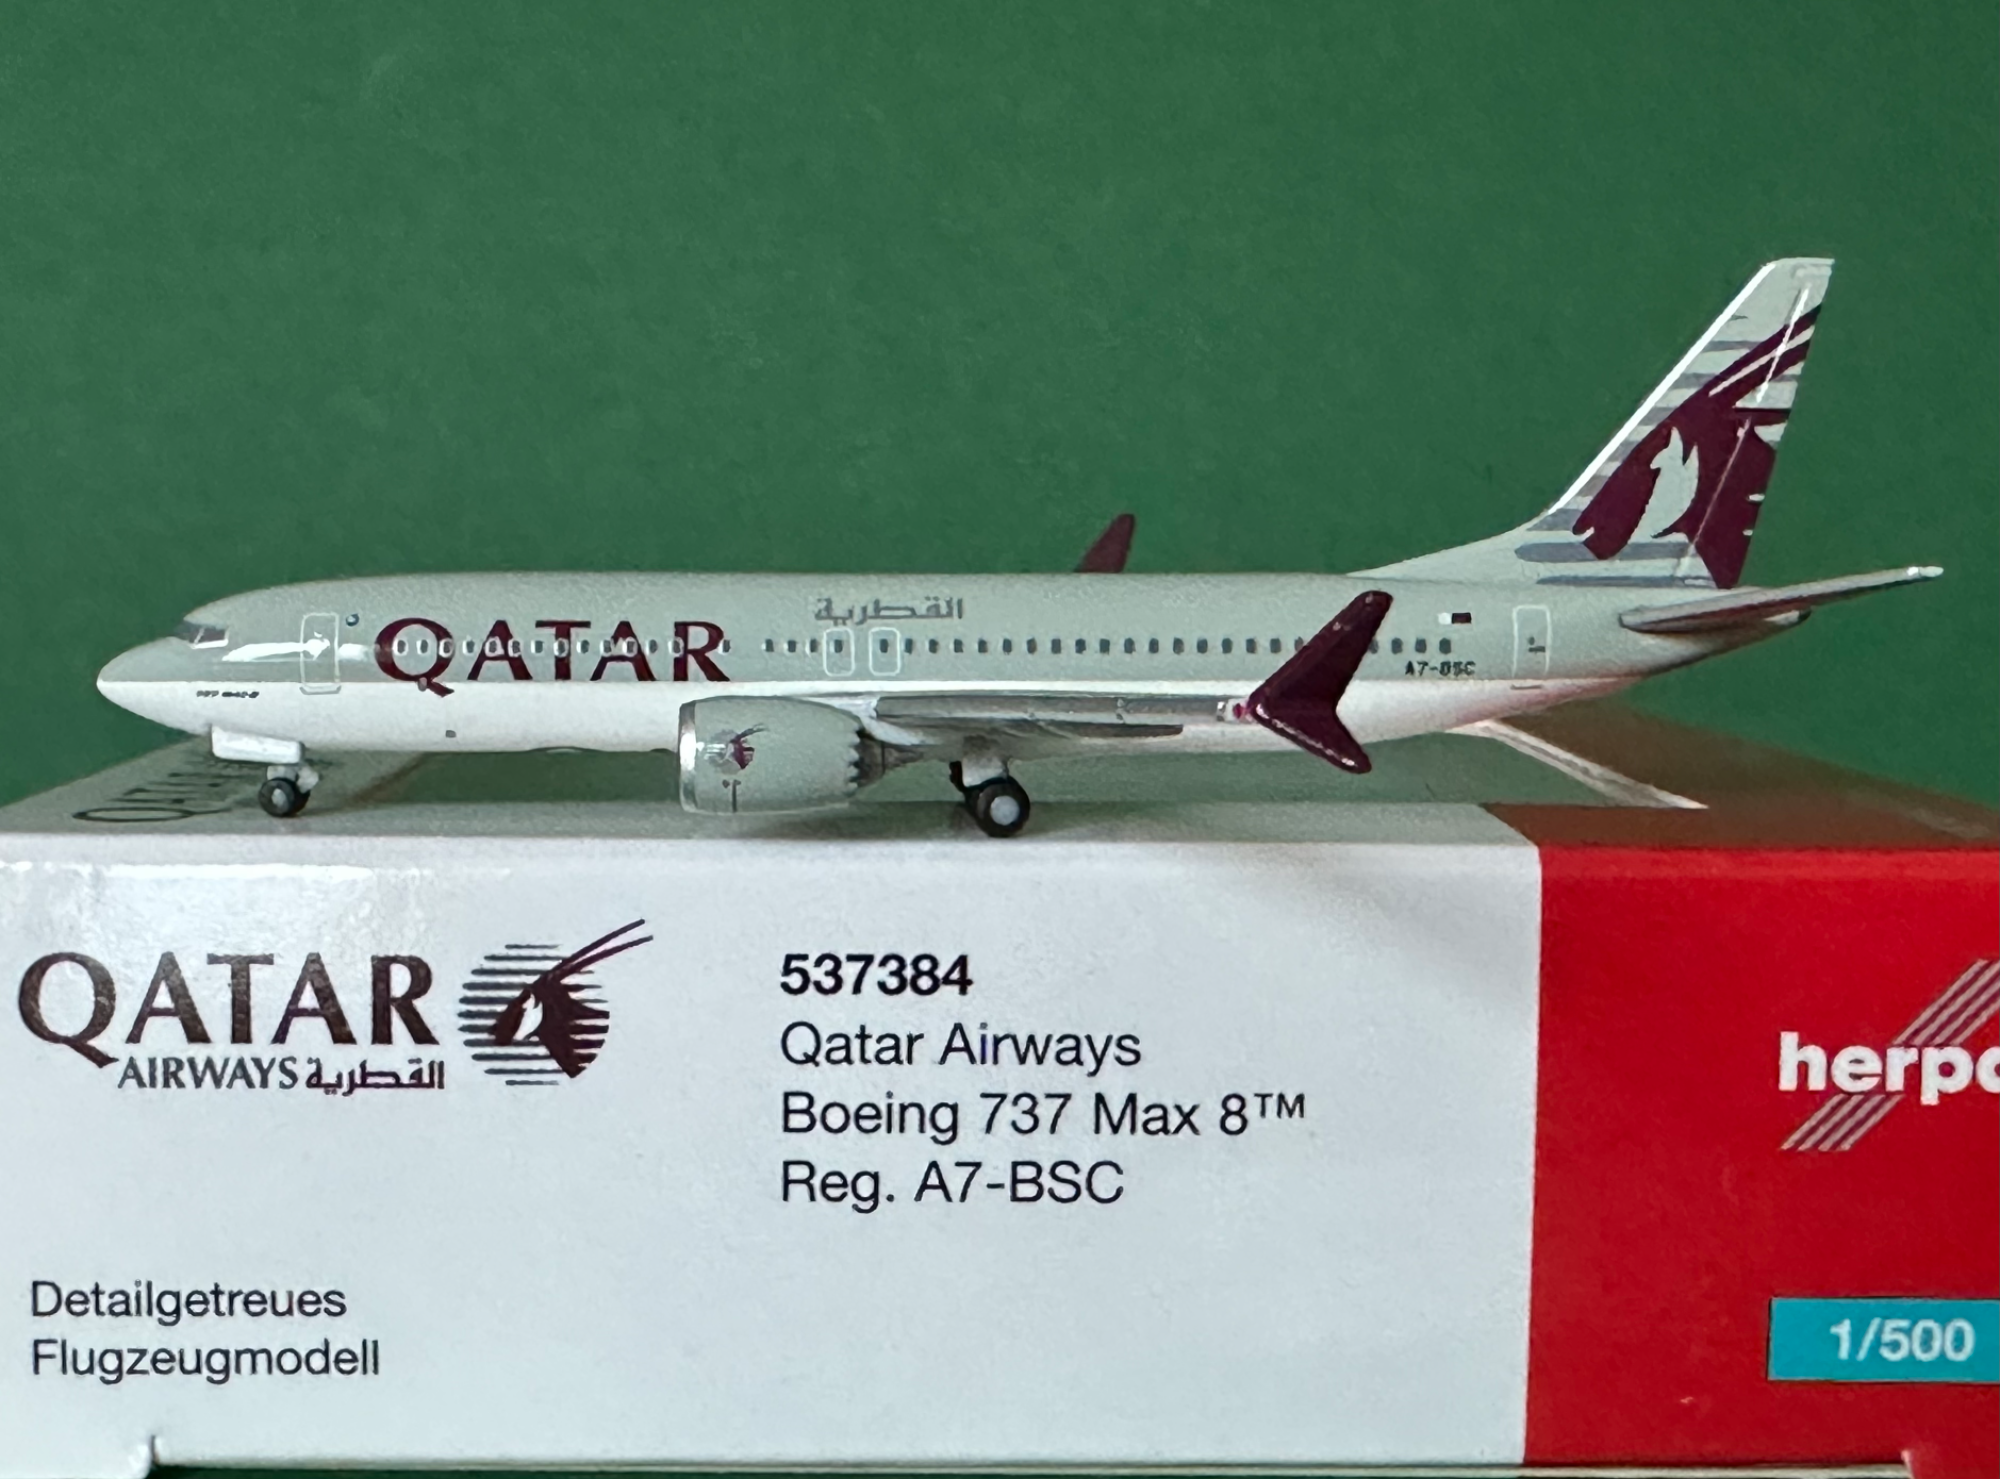 القطرية
QATAR
A7-BSC
QATAR
AIRWAYS القطرية
537384
Qatar Airways
Boeing 737 Max 8™
Reg. A7-BSC
Detailgetreues
Flugzeugmodell
herpa
1/500